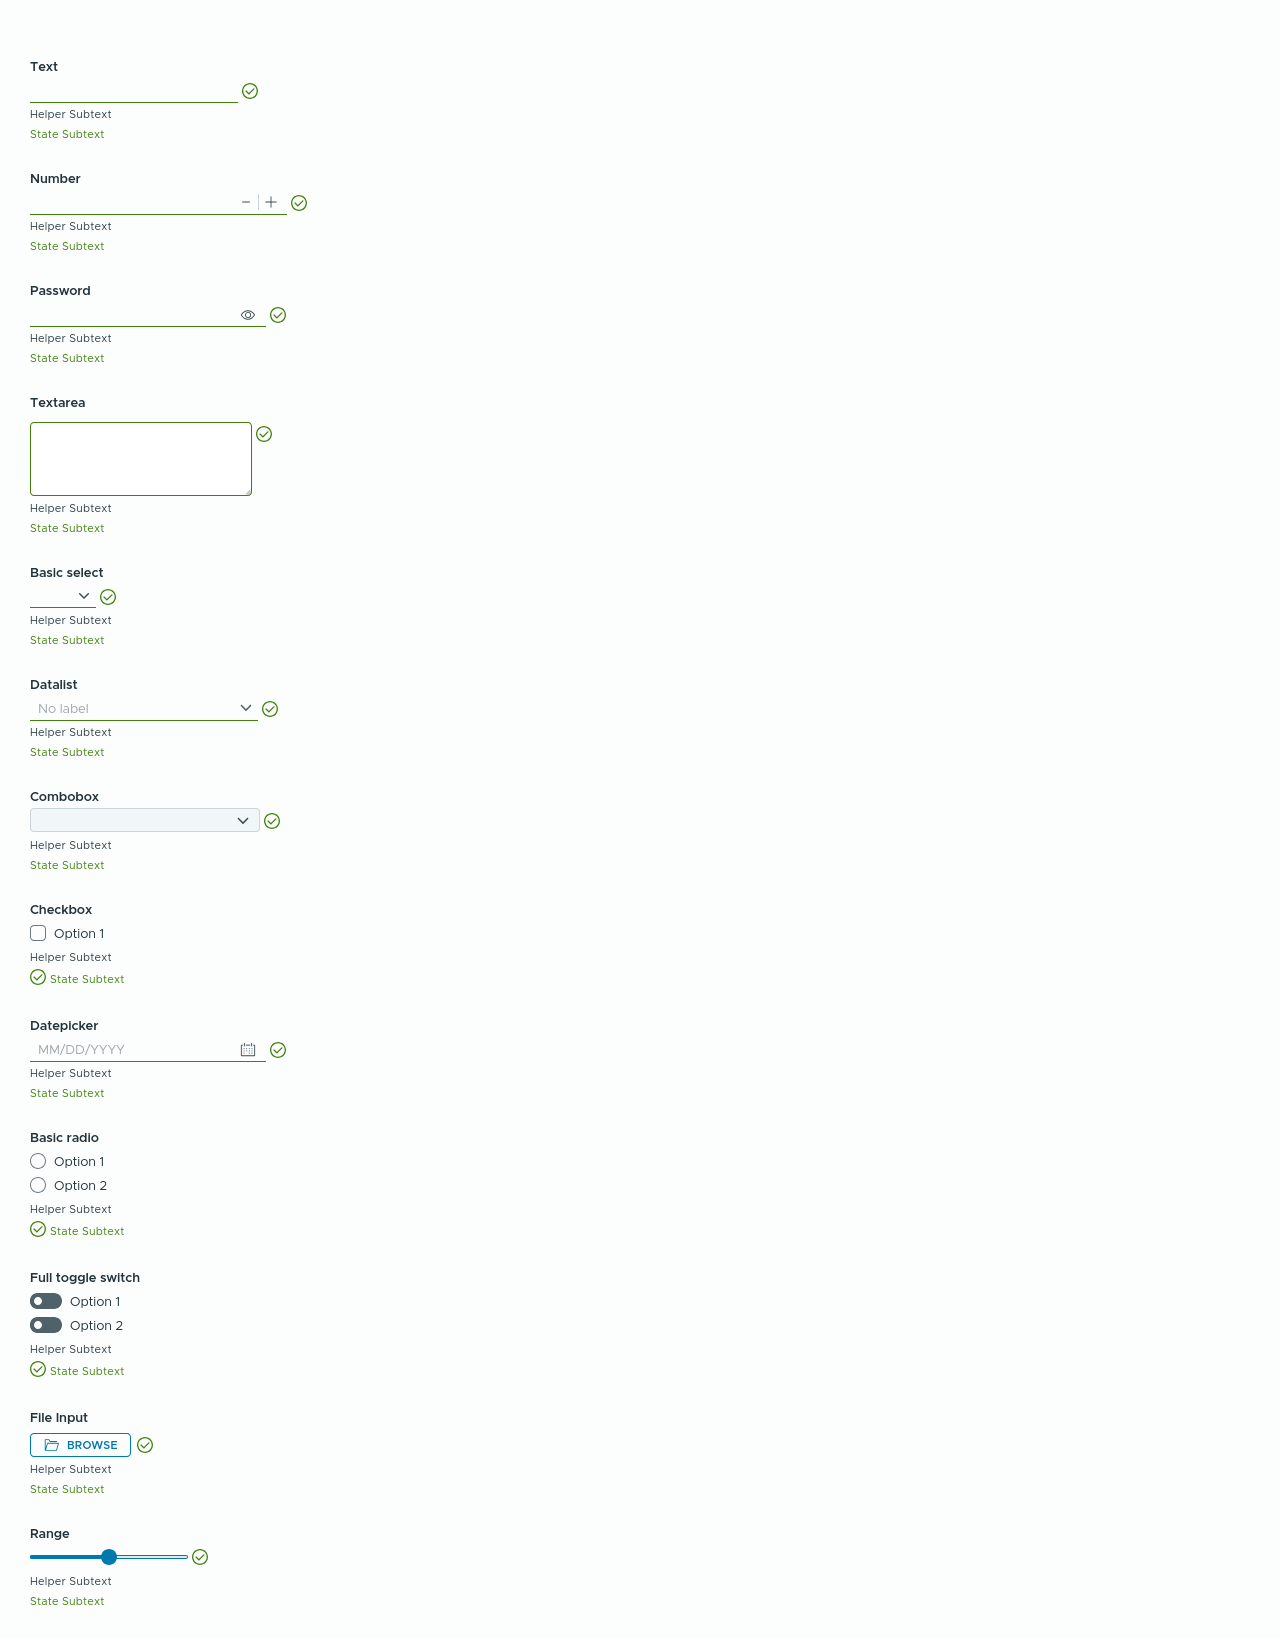 Text
Helper Subtext
State Subtext
Number
Helper Subtext
State Subtext
Password
Helper Subtext
State Subtext
Textarea
Helper Subtext
State Subtext
Basic select
Helper Subtext
State Subtext
Datalist
No label
Helper Subtext
State Subtext
Combobox
Helper Subtext
State Subtext
Checkbox
Option 1
Helper Subtext
State Subtext
Datepicker
MM/DD/YYYY
Helper Subtext
State Subtext
Basic radio
Option 1
Option 2
Helper Subtext
State Subtext
Full toggle switch
Option 1
Option 2
Helper Subtext
State Subtext
File Input
BROWSE
Helper Subtext
State Subtext
Range
Helper Subtext
State Subtext